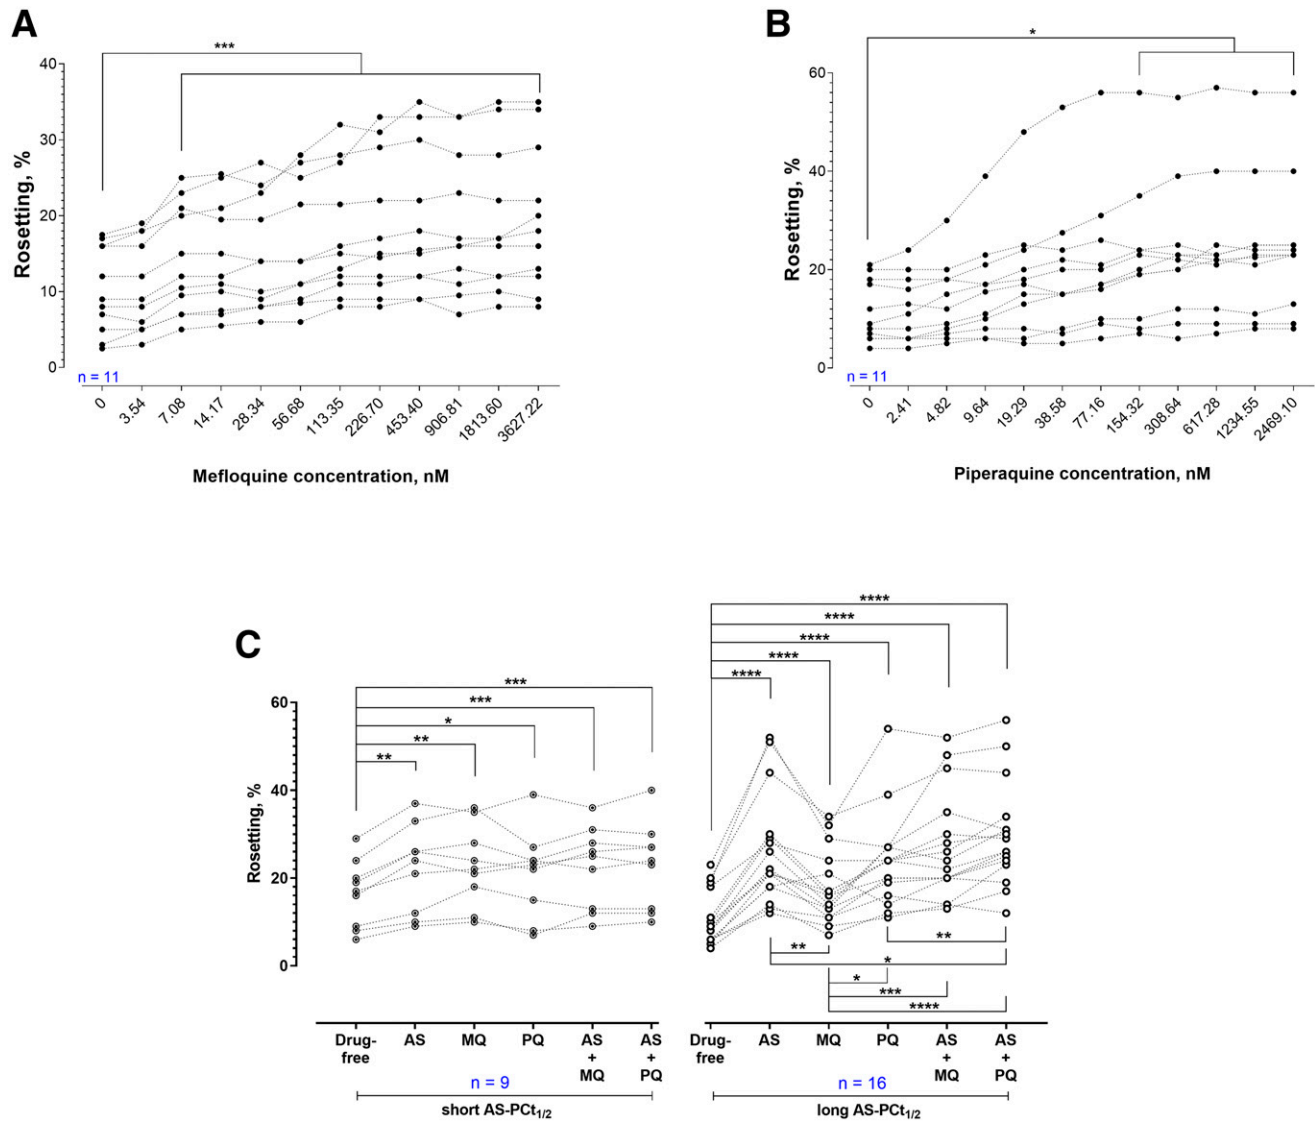 A
***
40
30
20
10
0
Rosetting, %
n = 11
0 3.54 7.08 14.17 28.34 56.68 113.35 226.70 453.40 906.81 1813.60 3627.22
Mefloquine concentration, nM
B
*
60
40
20
0
Rosetting, %
n = 11
0 2.41 4.82 9.64 19.29 38.58 77.16 154.32 308.64 617.28 1234.55 2469.10
Piperaquine concentration, nM
C
***
***
*
**
**
60
40
20
0
Rosetting, %
Drug-free AS MQ PQ AS + MQ AS + PQ
n = 9
short AS-PCt1/2
****
****
****
****
****
**
**
*
*
***
****
Drug-free AS MQ PQ AS + MQ AS + PQ
n = 16
long AS-PCt1/2